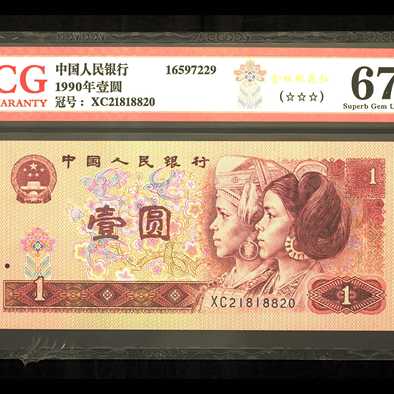 CG
ARANTY
中国人民银行
1990年壹圆
冠号: XC21818820
16597229
(☆☆☆)
67
Superb Gem U
中国人民银行
壹圆
1
1
XC21818820
1